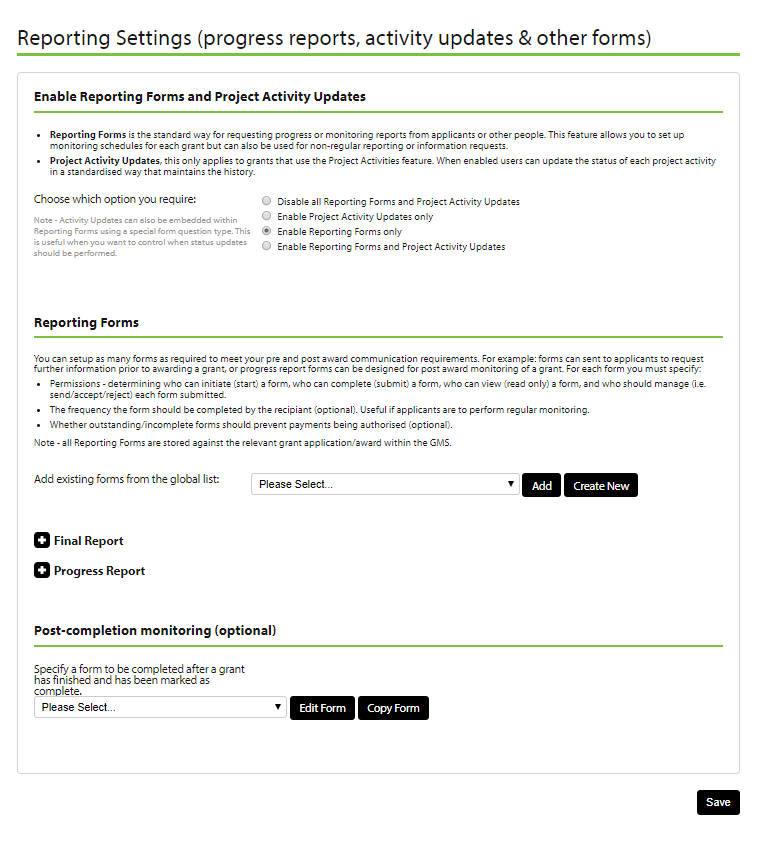 Reporting Settings (progress reports, activity updates & other forms)
Enable Reporting Forms and Project Activity Updates
• Reporting Forms is the standard way for requesting progress or monitoring reports from applicants or other people. This feature allows you to set up
monitoring schedules for each grant but can also be used for non-regular reporting or information requests.
• Project Activity Updates, this only applies to grants that use the Project Activities feature. When enabled users can update the status of each project activity
in a standardised way that maintains the history.
Choose which option you require:
Note - Activity Updates can also be embedded within
Reporting Forms using a special form question type. This
is useful when you want to control when status updates
should be performed.
Disable all Reporting Forms and Project Activity Updates
Enable Project Activity Updates only
Enable Reporting Forms only
Enable Reporting Forms and Project Activity Updates
Reporting Forms
You can setup as many forms as required to meet your pre and post award communication requirements. For example: forms can sent to applicants to request
further information prior to awarding a grant, or progress report forms can be designed for post award monitoring of a grant. For each form you must specify:
• Permissions - determining who can initiate (start) a form, who can complete (submit) a form, who can view (read only) a form, and who should manage (i.e.
send/accept/reject) each form submitted.
• The frequency the form should be completed by the recipient (optional). Useful if applicants are to perform regular monitoring.
• Whether outstanding/incomplete forms should prevent payments being authorised (optional).
Note - all Reporting Forms are stored against the relevant grant application/award within the GMS.
Add existing forms from the global list: Please Select... Add Create New
Final Report
Progress Report
Post-completion monitoring (optional)
Specify a form to be completed after a grant
has finished and has been marked as
complete.
Please Select... Edit Form Copy Form
Save